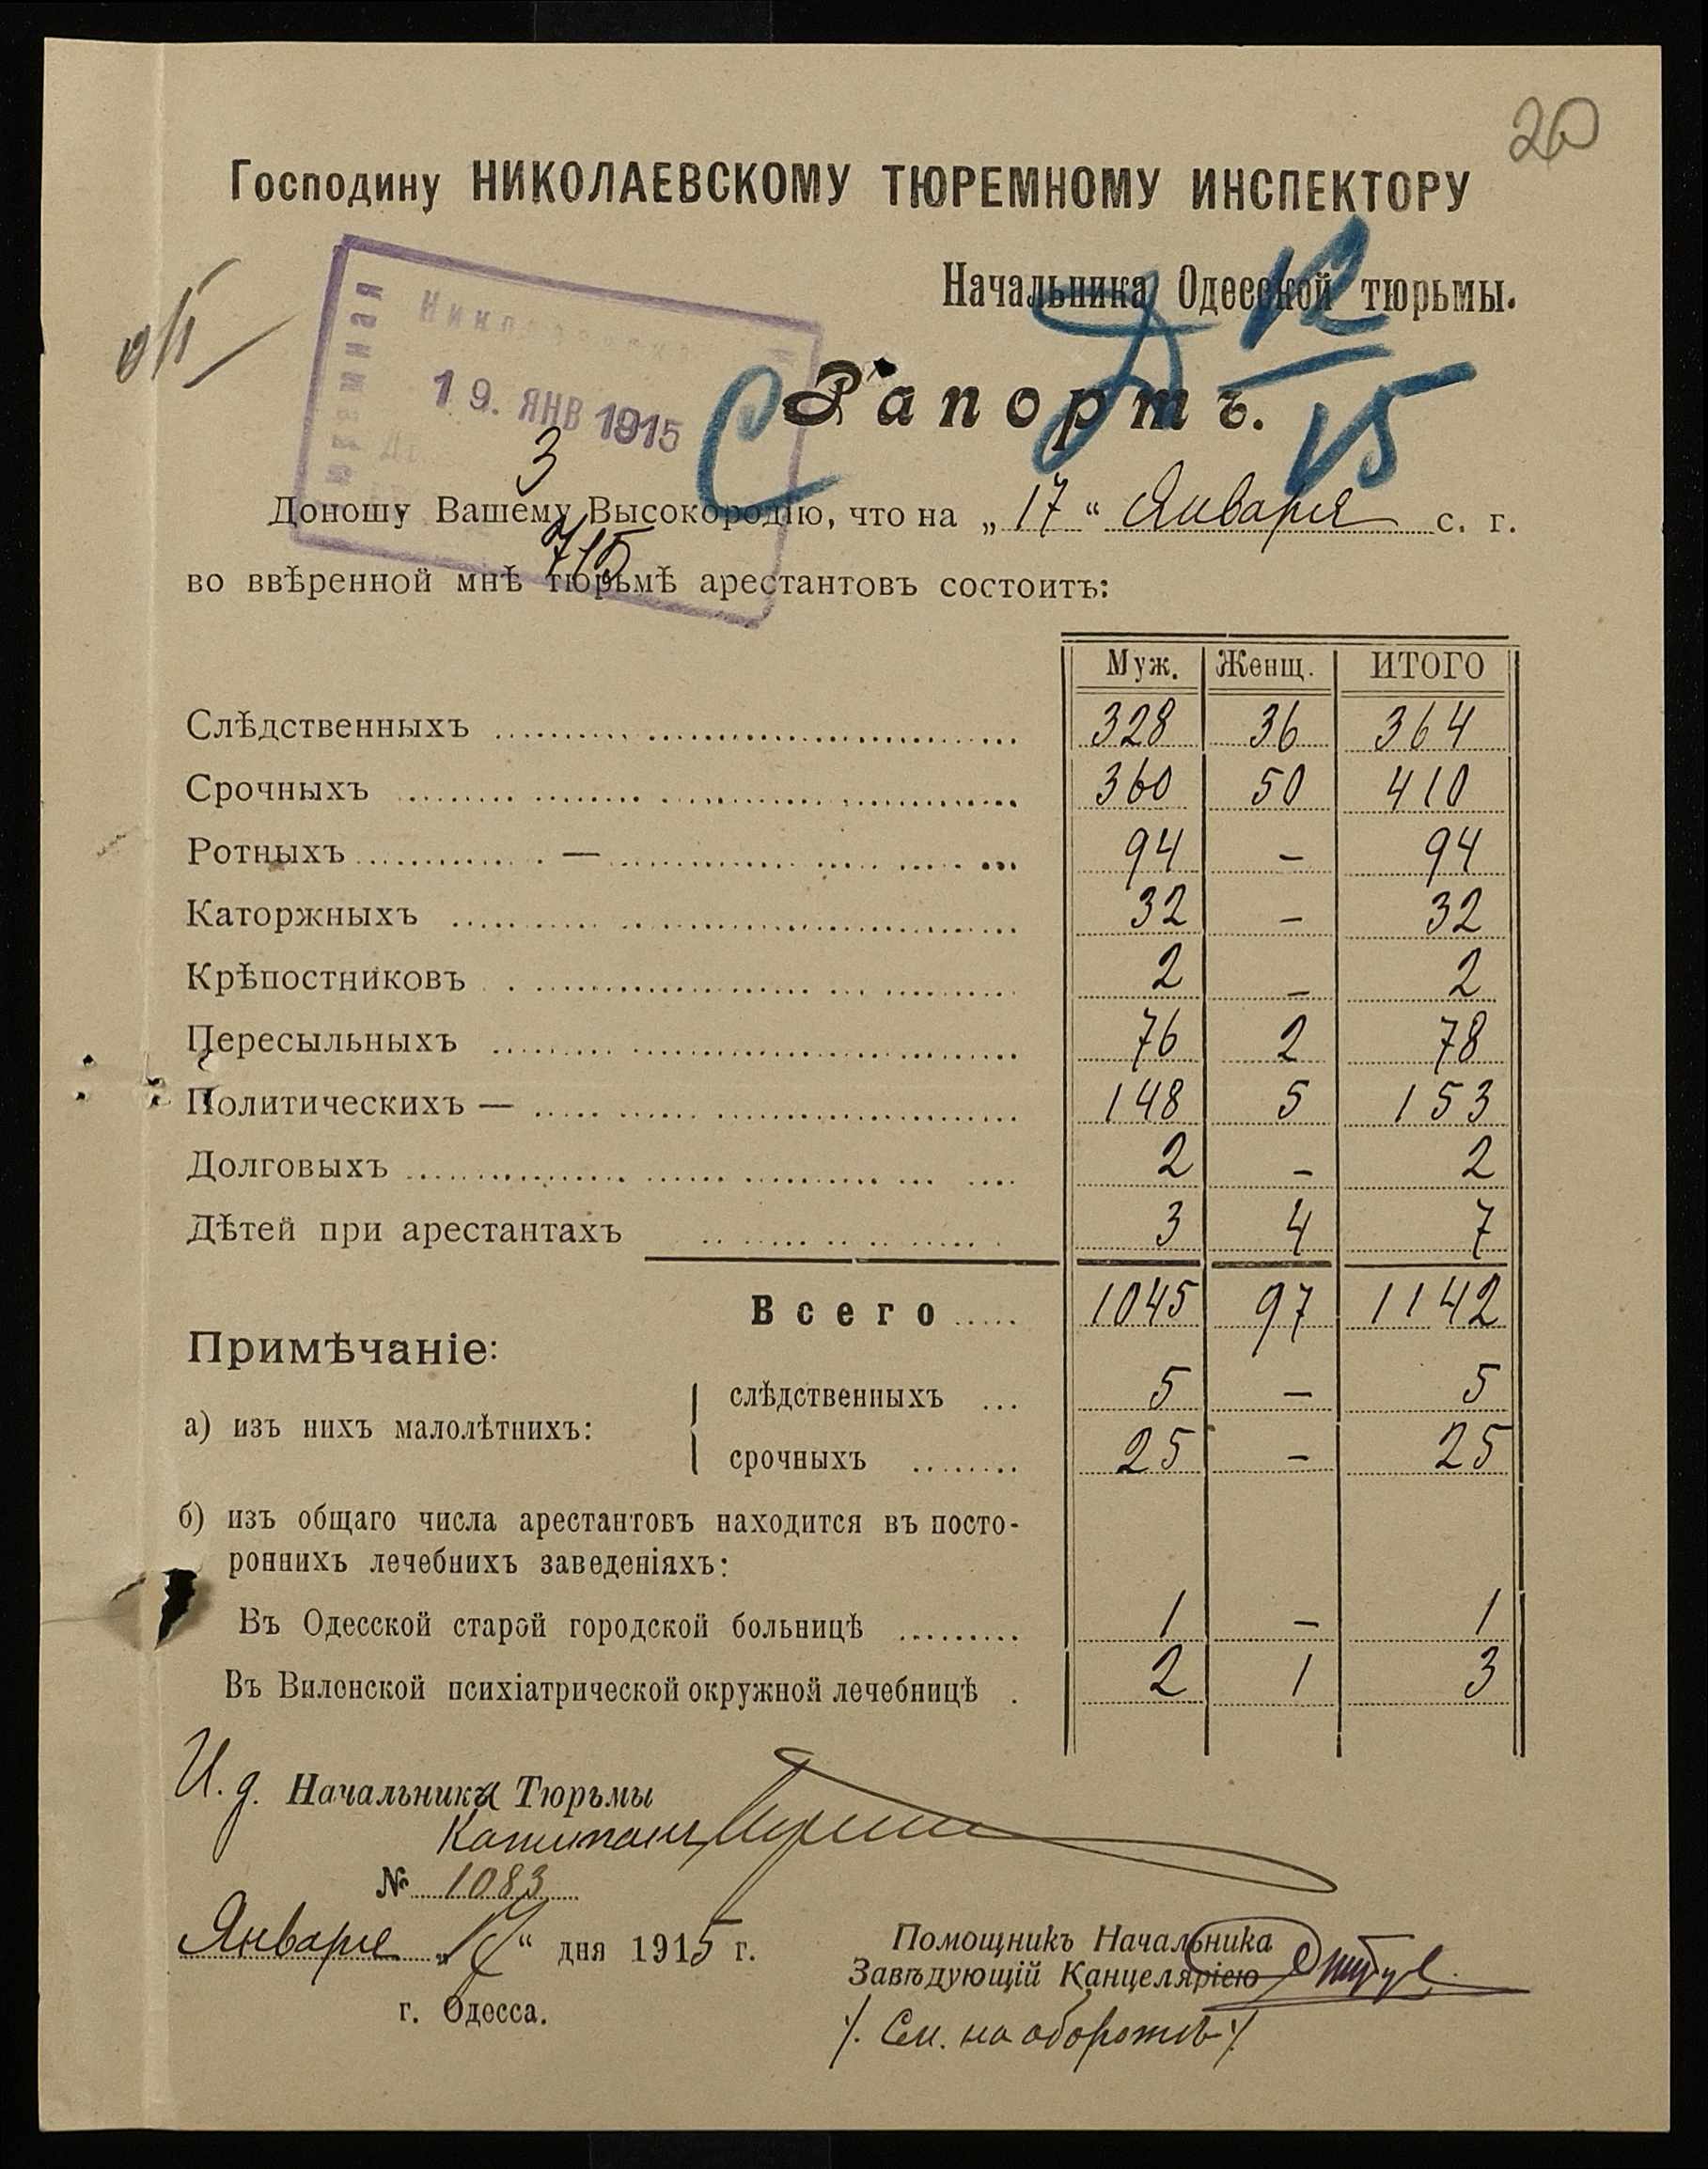 20
Господину НИКОЛАЕВСКОМУ ТЮРЕМНОМУ ИНСПЕКТОРУ
Начальника Одесской тюрьмы.
19. ЯНВ 1915
3
715
12
15
Рапортъ.
Доношу Вашему Высокородію, что на „17“ Января с. г.
во ввѣренной мнѣ тюрьмѣ арестантовъ состоитъ:
Муж. Женщ. ИТОГО
Слѣдственныхъ 328 36 364
Срочныхъ 360 50 410
Ротныхъ — 94 – 94
Каторжныхъ 32 – 32
Крѣпостниковъ 2 – 2
Пересыльныхъ 76 2 78
Политическихъ — 148 5 153
Долговыхъ 2 – 2
Дѣтей при арестантахъ 3 4 7
Всего 1045 97 1142
Примѣчаніе:
а) изъ нихъ малолѣтнихъ:
слѣдственныхъ 5 – 5
срочныхъ 25 – 25
б) изъ общаго числа арестантовъ находится въ посто-
роннихъ лечебнихъ заведеніяхъ:
Въ Одесской старой городской больницѣ 1 – 1
Въ Виленской психіатрической окружной лечебницѣ 2 1 3
И. д. Начальника Тюрьмы
Капитанъ
№ 1083
Января „17“ дня 1915 г.
г. Одесса.
Помощникъ Начальника
Завѣдующій Канцеляріею
/. См. на оборотѣ ./